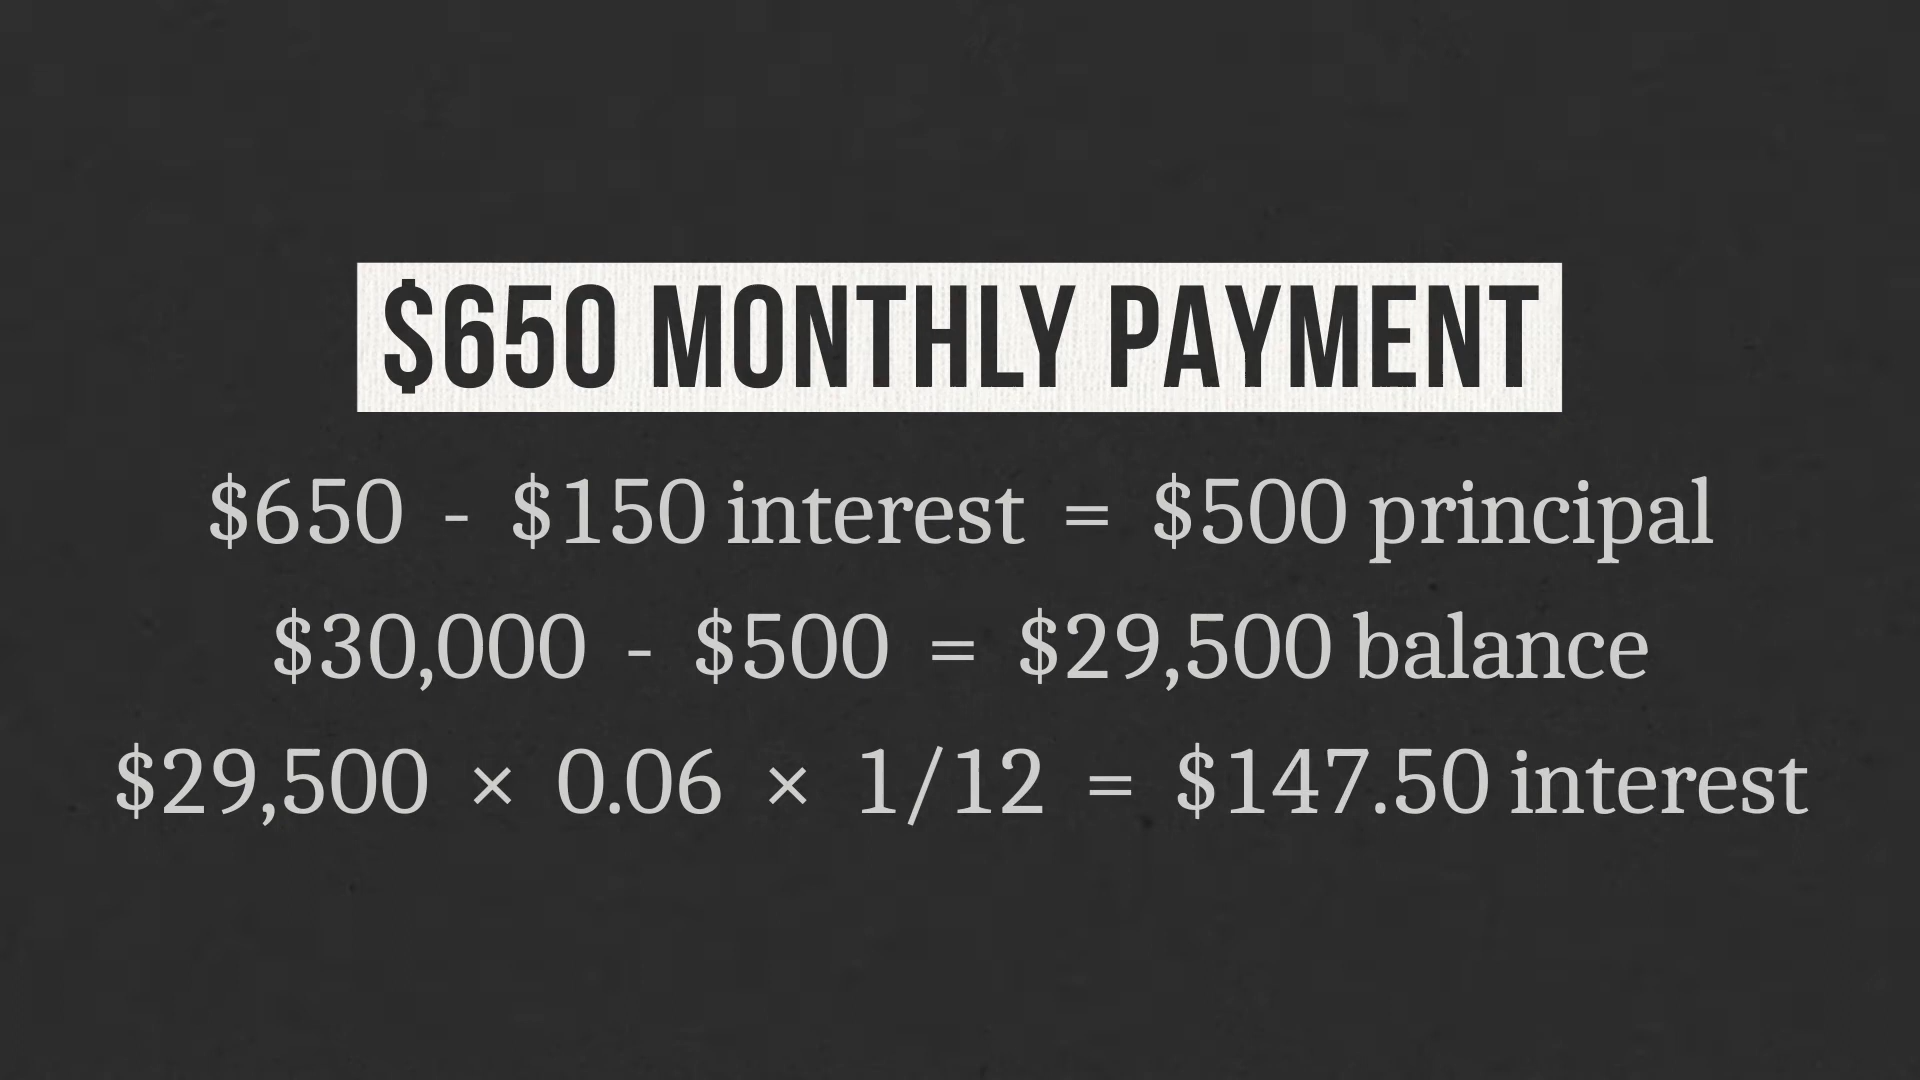 $650 MONTHLY PAYMENT
$650 - $150 interest = $500 principal
$30,000 - $500 = $29,500 balance
$29,500 × 0.06 × 1/12 = $147.50 interest